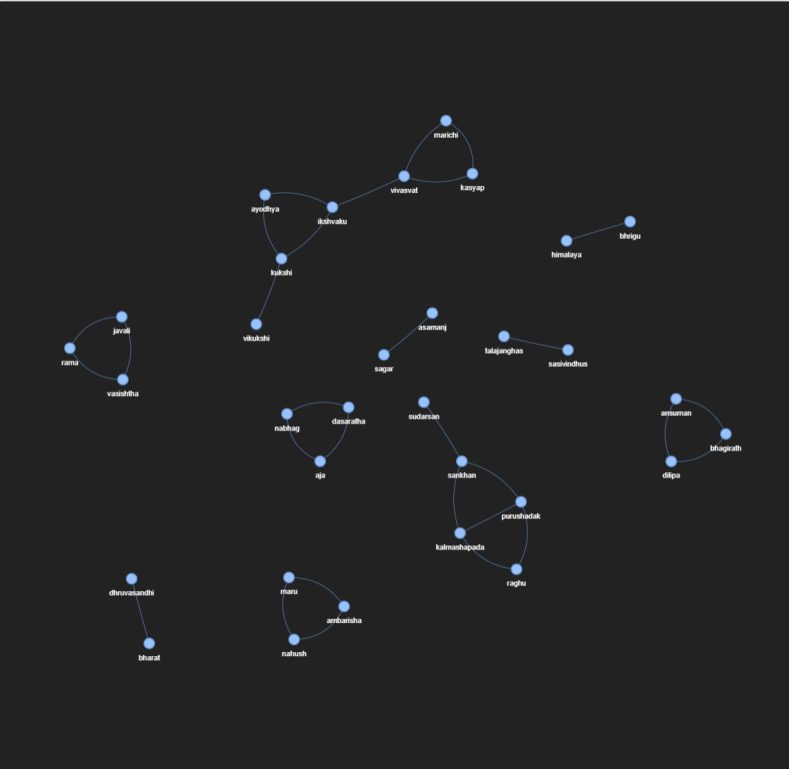 marichi
kasyap
vivasvat
ayodhya
ikshvaku
bhrigu
himalaya
kukshi
asamanj
javali
vikukshi
talajanghas
rama
sasivindhus
sagar
vasishtha
ansuman
sudarsan
dasaratha
nabhag
bhagirath
aja
sankhan
dilipa
purushadak
kalmashapada
raghu
maru
dhruvasandhi
ambarisha
nahush
bharat